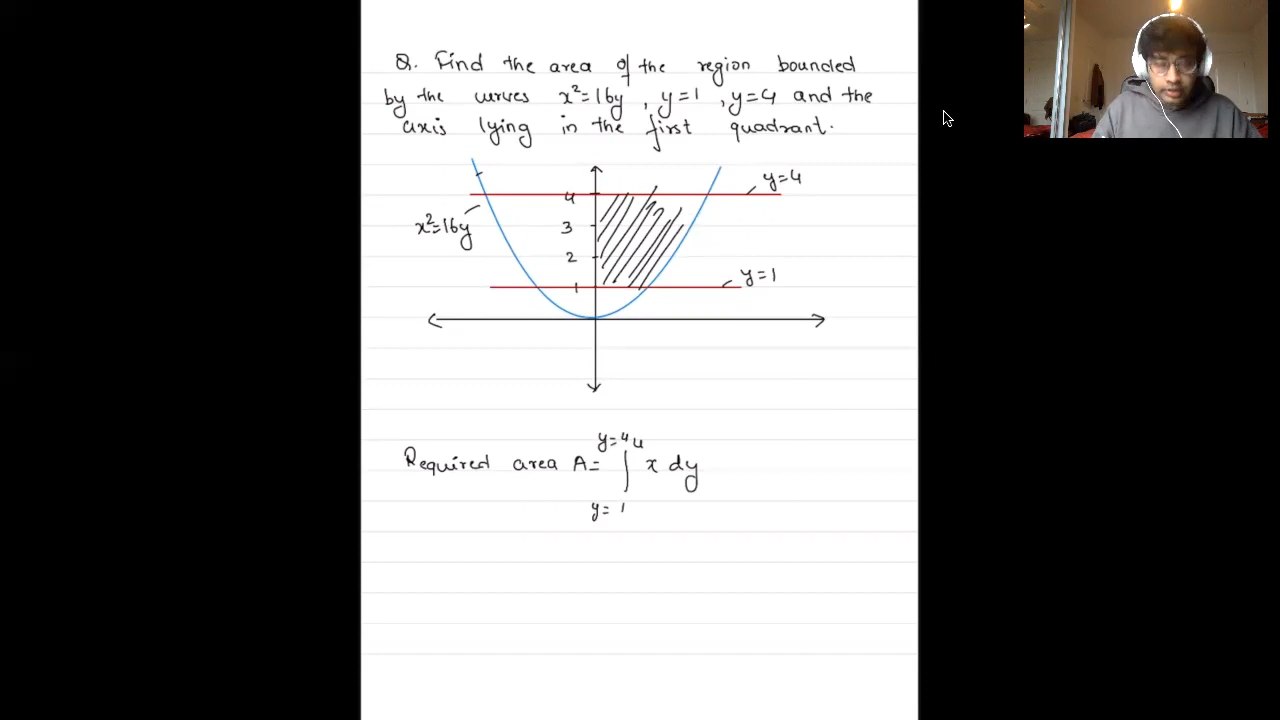 Q. Find the area of the region bounded
by the curves x²=16y , y=1 , y=4 and the
axis lying in the first quadrant.
y=4
4
x²=16y
3
2
y=1
1
y=4 4
Required area A= ∫ x dy
y= 1